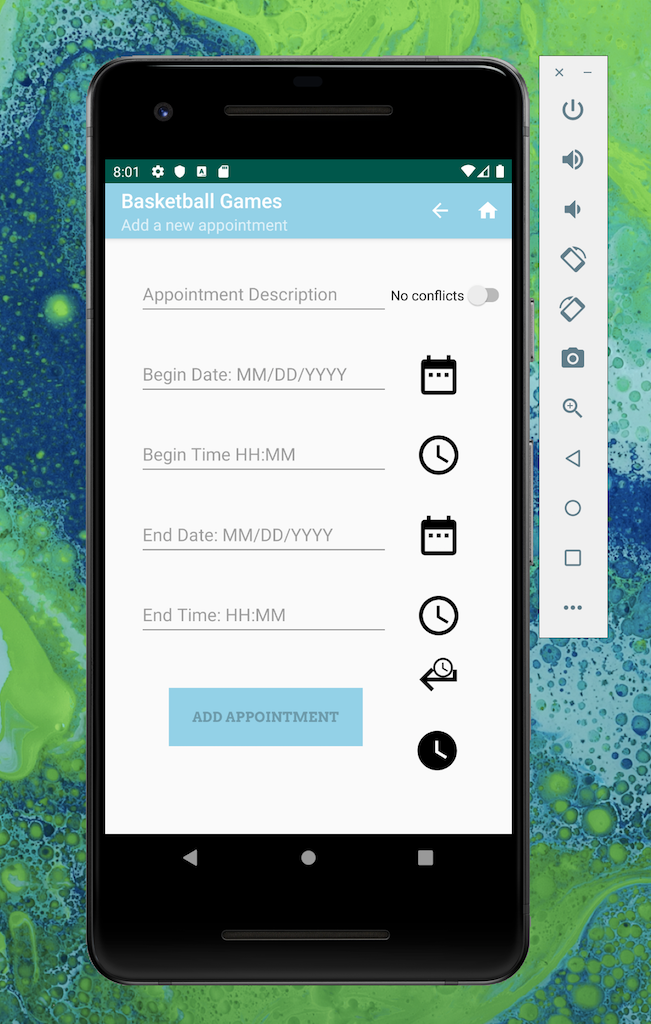 8:01
Basketball Games
Add a new appointment
Appointment Description
No conflicts
Begin Date: MM/DD/YYYY
Begin Time HH:MM
End Date: MM/DD/YYYY
End Time: HH:MM
ADD APPOINTMENT